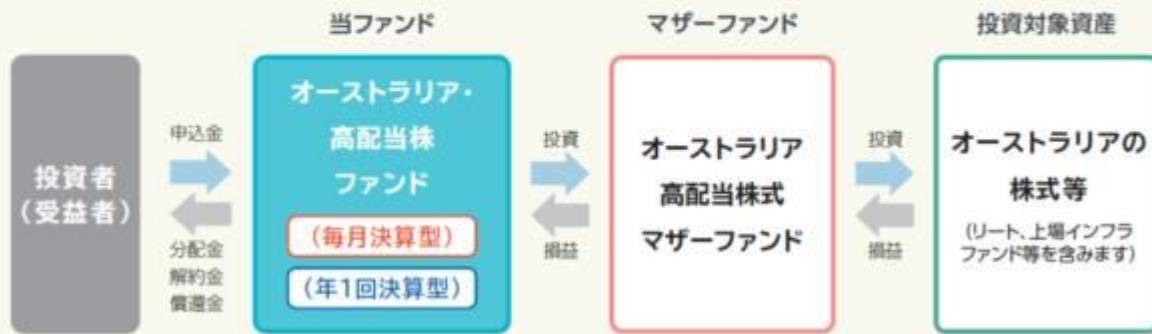 当ファンド
マザーファンド
投資対象資産
投資者
(受益者)
申込金
分配金
解約金
償還金
オーストラリア・
高配当株
ファンド
(毎月決算型)
(年1回決算型)
投資
損益
オーストラリア
高配当株式
マザーファンド
投資
損益
オーストラリアの
株式等
(リート、上場インフラ
ファンド等を含みます)